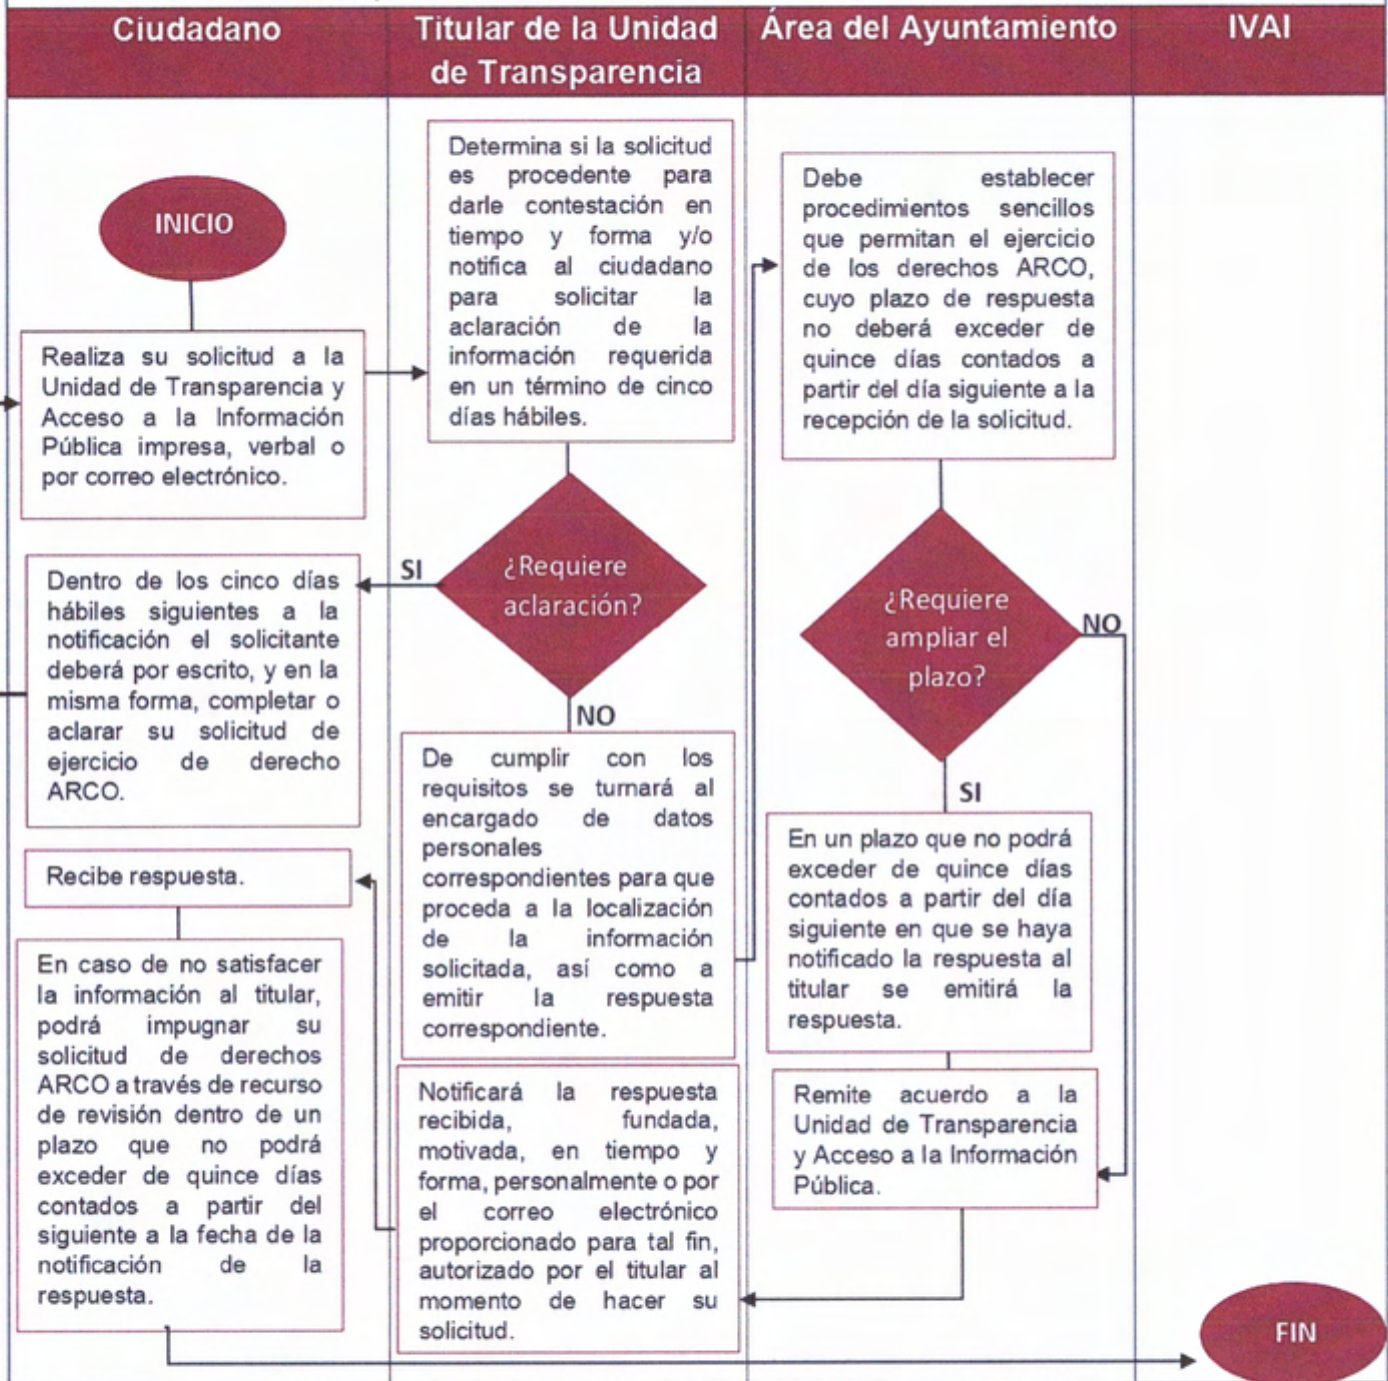 Ciudadano
Titular de la Unidad
de Transparencia
Área del Ayuntamiento
IVAI
INICIO
Realiza su solicitud a la
Unidad de Transparencia y
Acceso a la Información
Pública impresa, verbal o
por correo electrónico.
Determina si la solicitud
es procedente para
darle contestación en
tiempo y forma y/o
notifica al ciudadano
para solicitar la
aclaración de la
información requerida
en un término de cinco
días hábiles.
¿Requiere
aclaración?
SI
Dentro de los cinco días
hábiles siguientes a la
notificación el solicitante
deberá por escrito, y en la
misma forma, completar o
aclarar su solicitud de
ejercicio de derecho
ARCO.
NO
De cumplir con los
requisitos se turnará al
encargado de datos
personales
correspondientes para que
proceda a la localización
de la información
solicitada, así como a
emitir la respuesta
correspondiente.
Debe establecer
procedimientos sencillos
que permitan el ejercicio
de los derechos ARCO,
cuyo plazo de respuesta
no deberá exceder de
quince días contados a
partir del día siguiente a la
recepción de la solicitud.
¿Requiere
ampliar el
plazo?
NO
SI
En un plazo que no podrá
exceder de quince días
contados a partir del día
siguiente en que se haya
notificado la respuesta al
titular se emitirá la
respuesta.
Remite acuerdo a la
Unidad de Transparencia
y Acceso a la Información
Pública.
Notificará la respuesta
recibida, fundada,
motivada, en tiempo y
forma, personalmente o por
el correo electrónico
proporcionado para tal fin,
autorizado por el titular al
momento de hacer su
solicitud.
Recibe respuesta.
En caso de no satisfacer
la información al titular,
podrá impugnar su
solicitud de derechos
ARCO a través de recurso
de revisión dentro de un
plazo que no podrá
exceder de quince días
contados a partir del
siguiente a la fecha de la
notificación de la
respuesta.
FIN